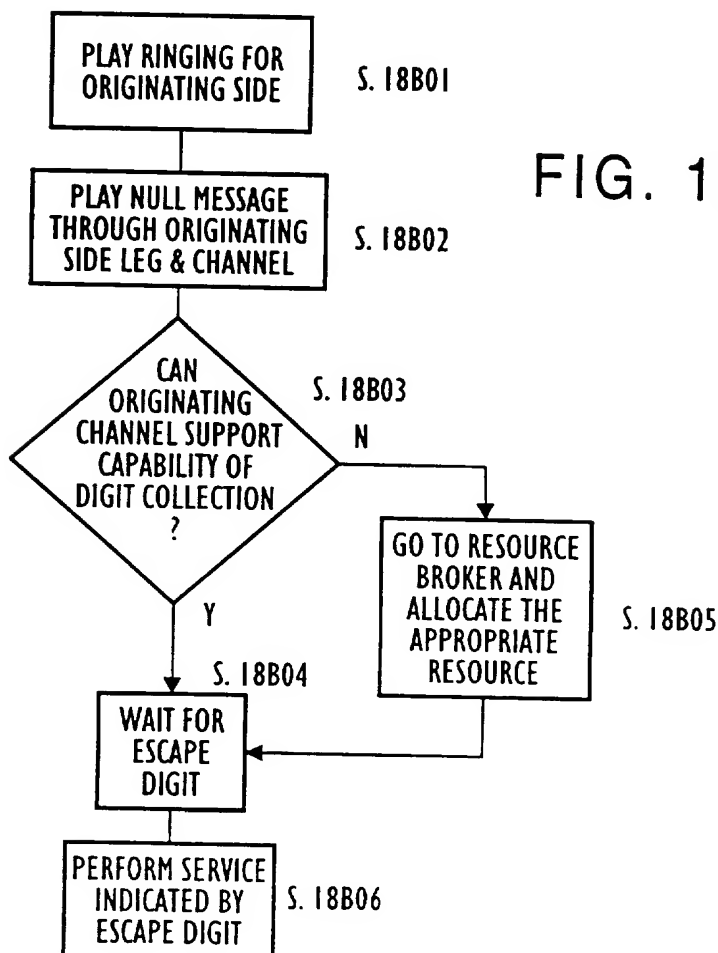 PLAY RINGING FOR
ORIGINATING SIDE
S. 18B01
FIG. 1
PLAY NULL MESSAGE
THROUGH ORIGINATING
SIDE LEG & CHANNEL
S. 18B02
CAN
ORIGINATING
CHANNEL SUPPORT
CAPABILITY OF
DIGIT COLLECTION
?
S. 18B03
N
Y
GO TO RESOURCE
BROKER AND
ALLOCATE THE
APPROPRIATE
RESOURCE
S. 18B05
S. 18B04
WAIT FOR
ESCAPE
DIGIT
PERFORM SERVICE
INDICATED BY
ESCAPE DIGIT
S. 18B06